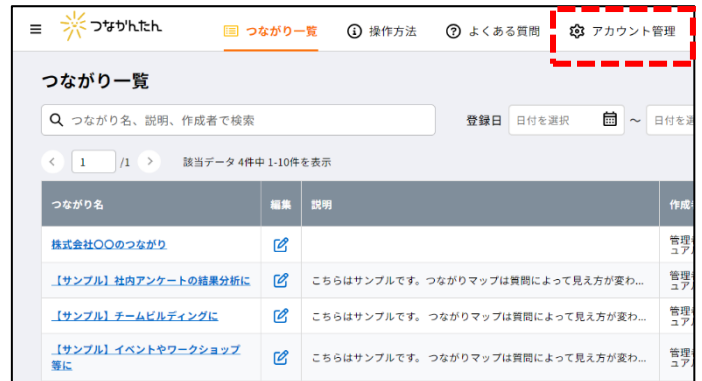 つなかんたん
つながり一覧 操作方法 よくある質問 アカウント管理
つながり一覧
つながり名、説明、作成者で検索 登録日 日付を選択 ～ 日付を
1 /1 該当データ 4件中 1-10件を表示
つながり名 編集 説明 作成
株式会社〇〇のつながり 管理
ュア
【サンプル】社内アンケートの結果分析に こちらはサンプルです。つながりマップは質問によって見え方が変わ... 管理
ュア
【サンプル】チームビルディングに こちらはサンプルです。つながりマップは質問によって見え方が変わ... 管理
ュア
【サンプル】イベントやワークショップ
等に こちらはサンプルです。つながりマップは質問によって見え方が変わ... 管理
ュア